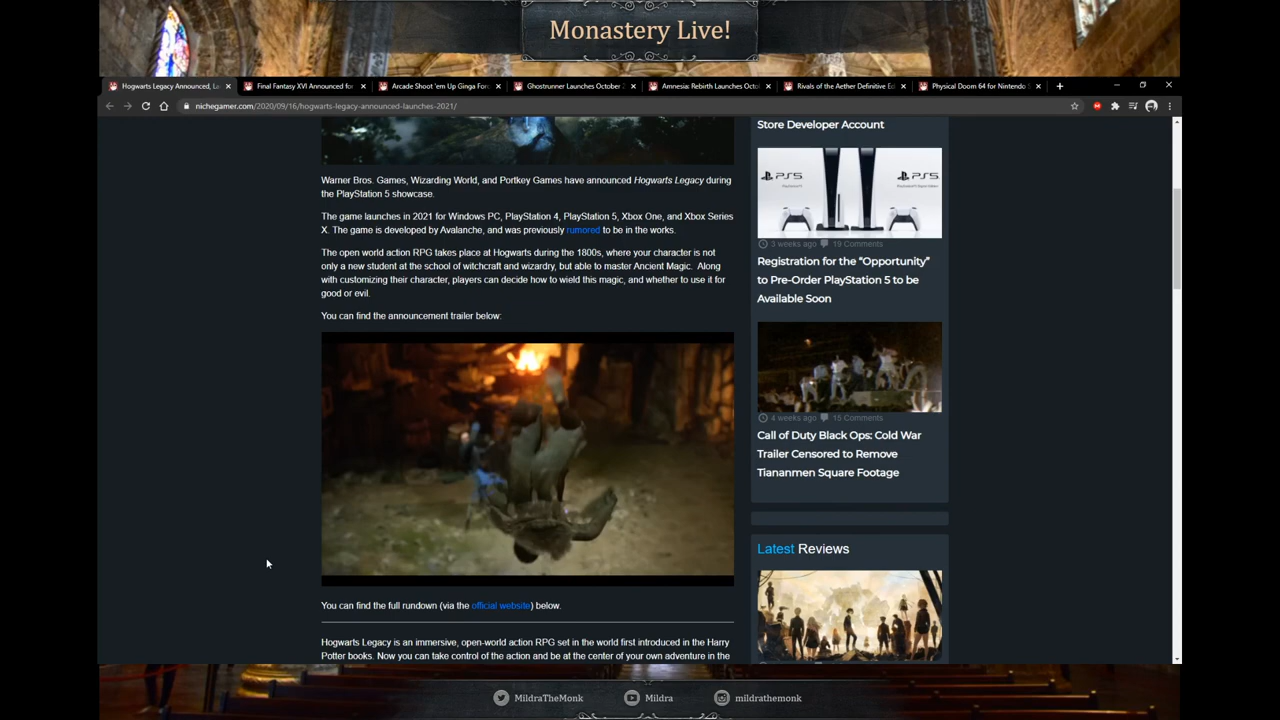 Monastery Live!
Hogwarts Legacy Announced, La
Final Fantasy XVI Announced for
Arcade Shoot 'em Up Ginga For
Ghostrunner Launches October 2
Amnesia: Rebirth Launches Octo
Rivals of the Aether Definitive Ed
Physical Doom 64 for Nintendo
nichegamer.com/2020/09/16/hogwarts-legacy-announced-launches-2021/
Warner Bros. Games, Wizarding World, and Portkey Games have announced Hogwarts Legacy during
the PlayStation 5 showcase.
The game launches in 2021 for Windows PC, PlayStation 4, PlayStation 5, Xbox One, and Xbox Series
X. The game is developed by Avalanche, and was previously rumored to be in the works.
The open world action RPG takes place at Hogwarts during the 1800s, where your character is not
only a new student at the school of witchcraft and wizardry, but able to master Ancient Magic. Along
with customizing their character, players can decide how to wield this magic, and whether to use it for
good or evil.
You can find the announcement trailer below:
You can find the full rundown (via the official website) below.
Hogwarts Legacy is an immersive, open-world action RPG set in the world first introduced in the Harry
Potter books. Now you can take control of the action and be at the center of your own adventure in the
Store Developer Account
PS5
PS5
3 weeks ago 19 Comments
Registration for the “Opportunity”
to Pre-Order PlayStation 5 to be
Available Soon
4 weeks ago 15 Comments
Call of Duty Black Ops: Cold War
Trailer Censored to Remove
Tiananmen Square Footage
Latest Reviews
MildraTheMonk
Mildra
mildrathemonk